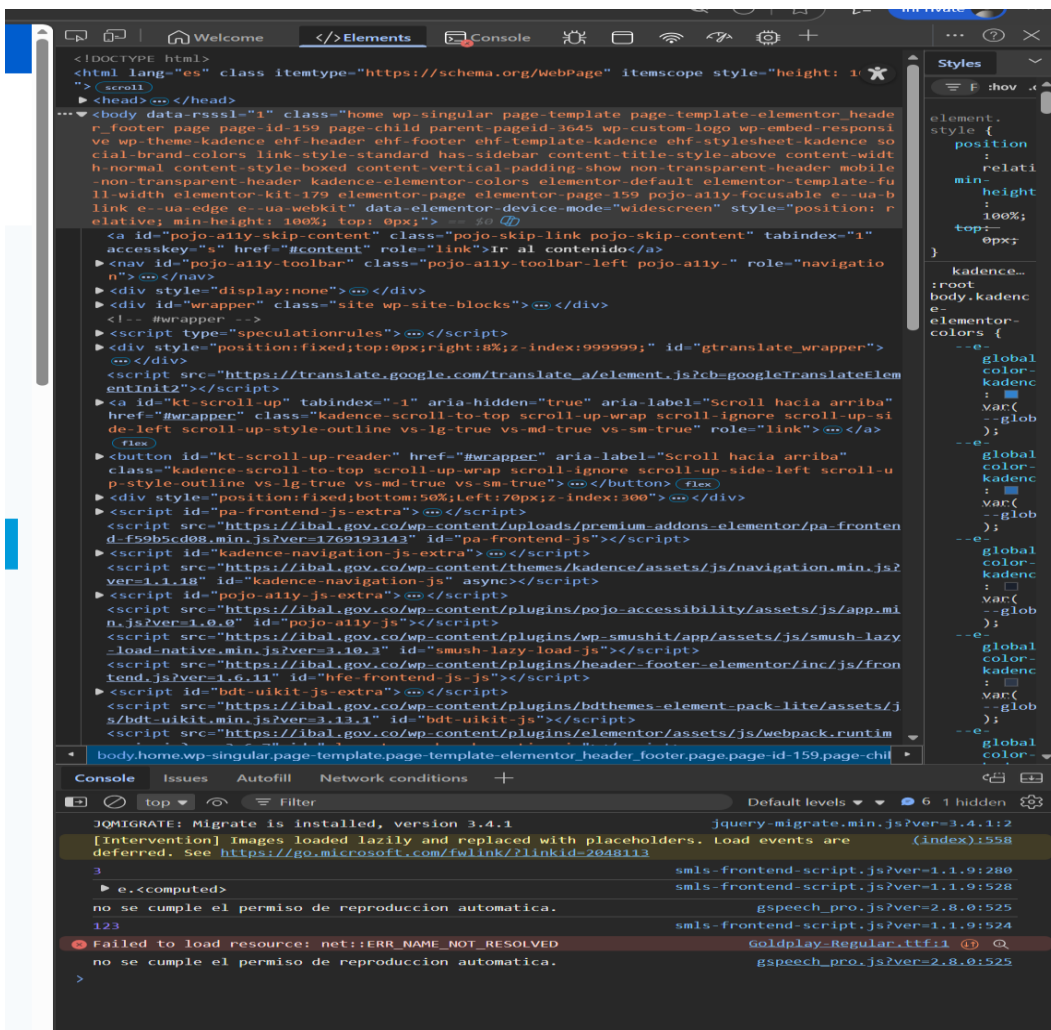 Welcome
</>Elements
Console
<!DOCTYPE html>
<html lang="es" class itemtype="https://schema.org/WebPage" itemscope style="height: 1
"> scroll
<head>…</head>
<body data-rsssl="1" class="home wp-singular page-template page-template-elementor_heade
r_footer page page-id-159 page-child parent-pageid-3645 wp-custom-logo wp-embed-responsi
ve wp-theme-kadence ehf-header ehf-footer ehf-template-kadence ehf-stylesheet-kadence so
cial-brand-colors link-style-standard has-sidebar content-title-style-above content-widt
h-normal content-style-boxed content-vertical-padding-show non-transparent-header mobile
-non-transparent-header kadence-elementor-colors elementor-default elementor-template-fu
ll-width elementor-kit-179 elementor-page elementor-page-159 pojo-a11y-focusable e--ua-b
link e--ua-edge e--ua-webkit" data-elementor-device-mode="widescreen" style="position: r
elative; min-height: 100%; top: 0px;"> == $0
<a id="pojo-a11y-skip-content" class="pojo-skip-link pojo-skip-content" tabindex="1"
accesskey="s" href="#content" role="link">Ir al contenido</a>
<nav id="pojo-a11y-toolbar" class="pojo-a11y-toolbar-left pojo-a11y-" role="navigatio
n">…</nav>
<div style="display:none">…</div>
<div id="wrapper" class="site wp-site-blocks">…</div>
<!-- #wrapper -->
<script type="speculationrules">…</script>
<div style="position:fixed;top:0px;right:8%;z-index:999999;" id="gtranslate_wrapper">
…</div>
<script src="https://translate.google.com/translate_a/element.js?cb=googleTranslateElem
entInit2"></script>
<a id="kt-scroll-up" tabindex="-1" aria-hidden="true" aria-label="Scroll hacia arriba"
href="#wrapper" class="kadence-scroll-to-top scroll-up-wrap scroll-ignore scroll-up-si
de-left scroll-up-style-outline vs-lg-true vs-md-true vs-sm-true" role="link">…</a>
flex
<button id="kt-scroll-up-reader" href="#wrapper" aria-label="Scroll hacia arriba"
class="kadence-scroll-to-top scroll-up-wrap scroll-ignore scroll-up-side-left scroll-u
p-style-outline vs-lg-true vs-md-true vs-sm-true">…</button> flex
<div style="position:fixed;bottom:50%;Left:70px;z-index:300">…</div>
<script id="pa-frontend-js-extra">…</script>
<script src="https://ibal.gov.co/wp-content/uploads/premium-addons-elementor/pa-fronten
d-f59b5cd08.min.js?ver=1769193143" id="pa-frontend-js"></script>
<script id="kadence-navigation-js-extra">…</script>
<script src="https://ibal.gov.co/wp-content/themes/kadence/assets/js/navigation.min.js?
ver=1.1.18" id="kadence-navigation-js" async></script>
<script id="pojo-a11y-js-extra">…</script>
<script src="https://ibal.gov.co/wp-content/plugins/pojo-accessibility/assets/js/app.mi
n.js?ver=1.0.0" id="pojo-a11y-js"></script>
<script src="https://ibal.gov.co/wp-content/plugins/wp-smushit/app/assets/js/smush-lazy
-load-native.min.js?ver=3.10.3" id="smush-lazy-load-js"></script>
<script src="https://ibal.gov.co/wp-content/plugins/header-footer-elementor/inc/js/fron
tend.js?ver=1.6.11" id="hfe-frontend-js-js"></script>
<script id="bdt-uikit-js-extra">…</script>
<script src="https://ibal.gov.co/wp-content/plugins/bdthemes-element-pack-lite/assets/j
s/bdt-uikit.min.js?ver=3.13.1" id="bdt-uikit-js"></script>
<script src="https://ibal.gov.co/wp-content/plugins/elementor/assets/js/webpack.runtim
body.home.wp-singular.page-template.page-template-elementor_header_footer.page.page-id-159.page-chil
Styles
F :hov .c
element.
style {
position
:
relati
min-
height
:
100%;
top:
0px;
}
kadence…
:root
body.kadenc
e-
elementor-
colors {
--e-
global
color-
kadenc
:
var(
--glob
);
--e-
global
color-
kadenc
:
var(
--glob
);
--e-
global
color-
kadenc
:
var(
--glob
);
--e-
global
color-
kadenc
:
var(
--glob
);
--e-
global
color-
Console Issues Autofill Network conditions
top Filter Default levels 6 1 hidden
JQMIGRATE: Migrate is installed, version 3.4.1 jquery-migrate.min.js?ver=3.4.1:2
[Intervention] Images loaded lazily and replaced with placeholders. Load events are (index):558
deferred. See https://go.microsoft.com/fwlink/?linkid=2048113
3 smls-frontend-script.js?ver=1.1.9:280
e.<computed> smls-frontend-script.js?ver=1.1.9:528
no se cumple el permiso de reproduccion automatica. gspeech_pro.js?ver=2.8.0:525
123 smls-frontend-script.js?ver=1.1.9:524
Failed to load resource: net::ERR_NAME_NOT_RESOLVED Goldplay-Regular.ttf:1
no se cumple el permiso de reproduccion automatica. gspeech_pro.js?ver=2.8.0:525
>